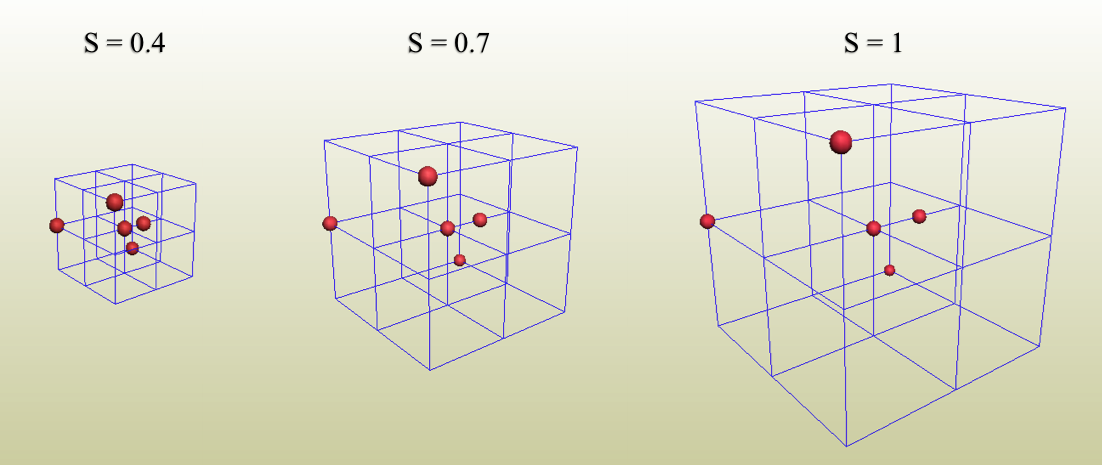 S = 0.4
S = 0.7
S = 1